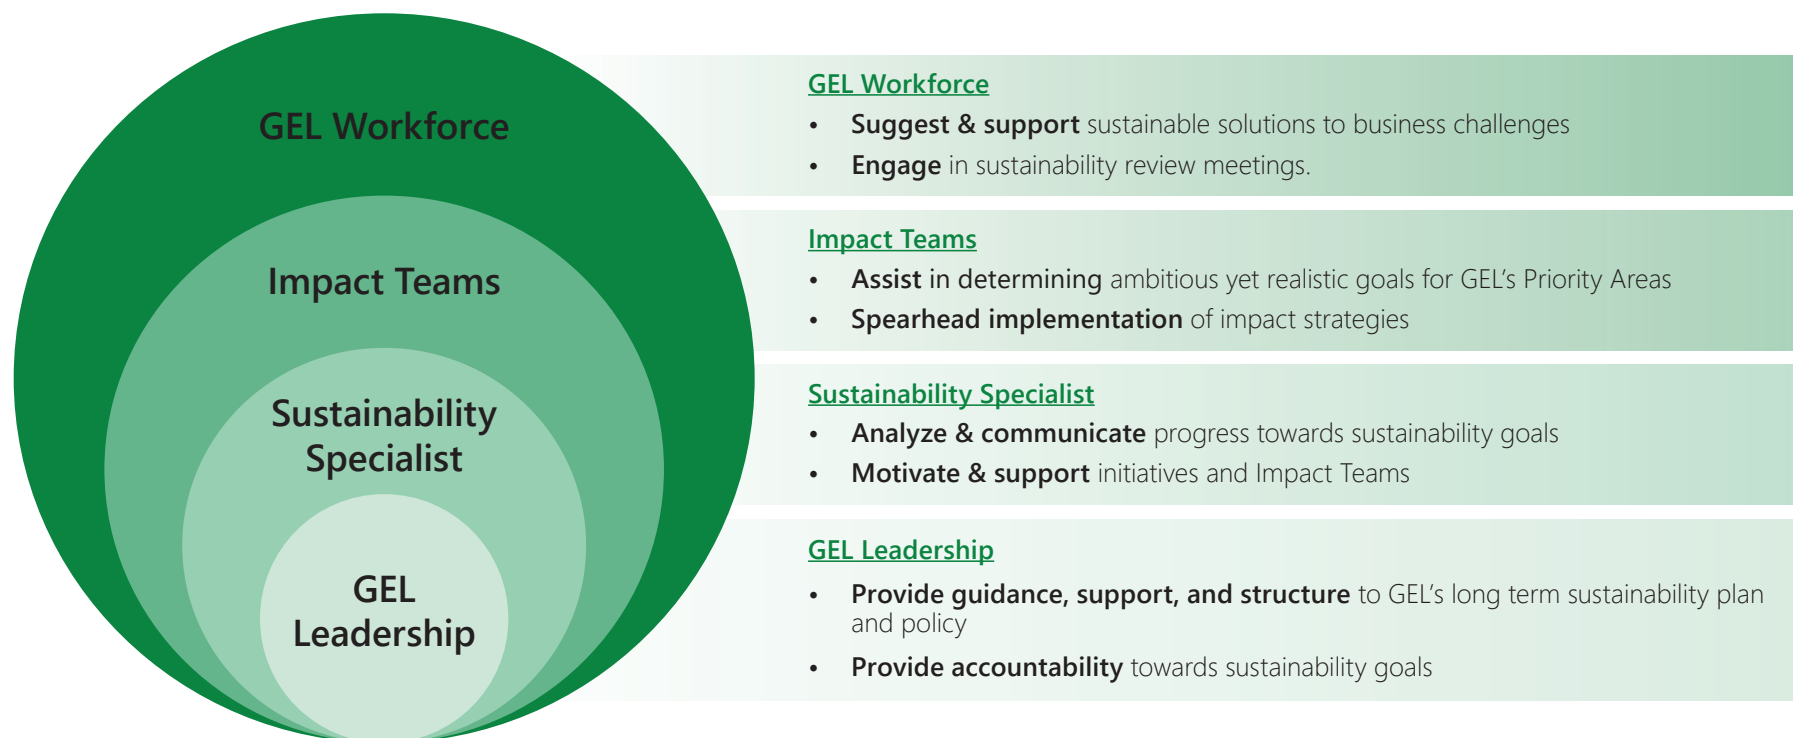 GEL Workforce
Impact Teams
Sustainability
Specialist
GEL
Leadership
GEL Workforce
• Suggest & support sustainable solutions to business challenges
• Engage in sustainability review meetings.
Impact Teams
• Assist in determining ambitious yet realistic goals for GEL’s Priority Areas
• Spearhead implementation of impact strategies
Sustainability Specialist
• Analyze & communicate progress towards sustainability goals
• Motivate & support initiatives and Impact Teams
GEL Leadership
• Provide guidance, support, and structure to GEL’s long term sustainability plan
and policy
• Provide accountability towards sustainability goals